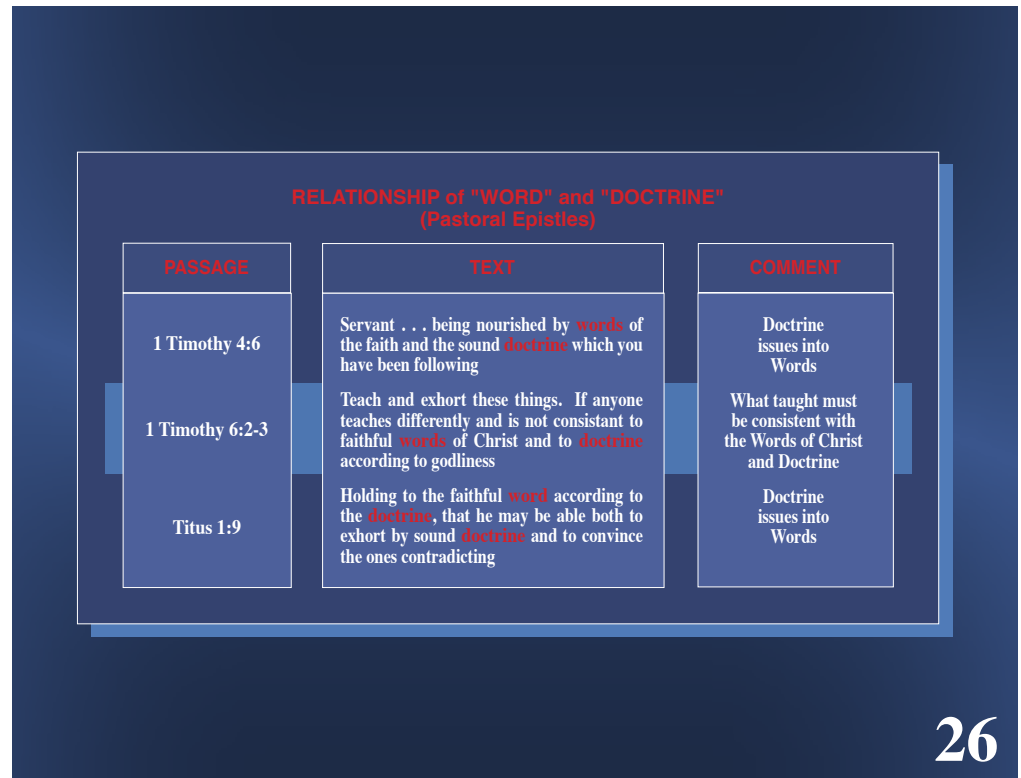 RELATIONSHIP of "WORD" and "DOCTRINE"
(Pastoral Epistles)
PASSAGE
TEXT
COMMENT
1 Timothy 4:6
Servant . . . being nourished by words of
the faith and the sound doctrine which you
have been following
Doctrine
issues into
Words
1 Timothy 6:2-3
Teach and exhort these things. If anyone
teaches differently and is not consistant to
faithful words of Christ and to doctrine
according to godliness
What taught must
be consistent with
the Words of Christ
and Doctrine
Titus 1:9
Holding to the faithful word according to
the doctrine, that he may be able both to
exhort by sound doctrine and to convince
the ones contradicting
Doctrine
issues into
Words
26